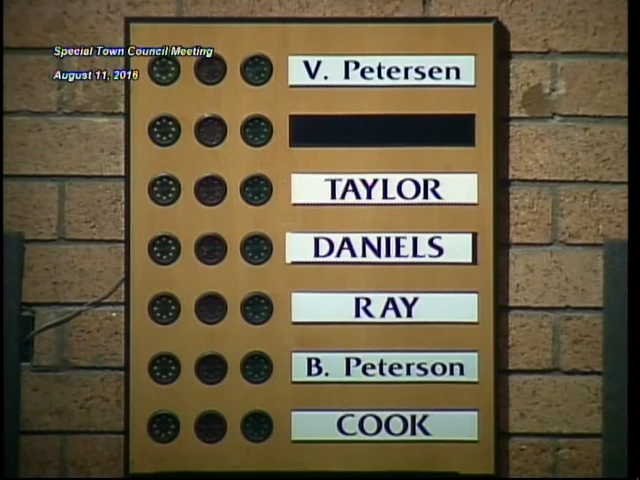 Special Town Council Meeting
August 11, 2016
V. Petersen
TAYLOR
DANIELS
RAY
B. Peterson
COOK